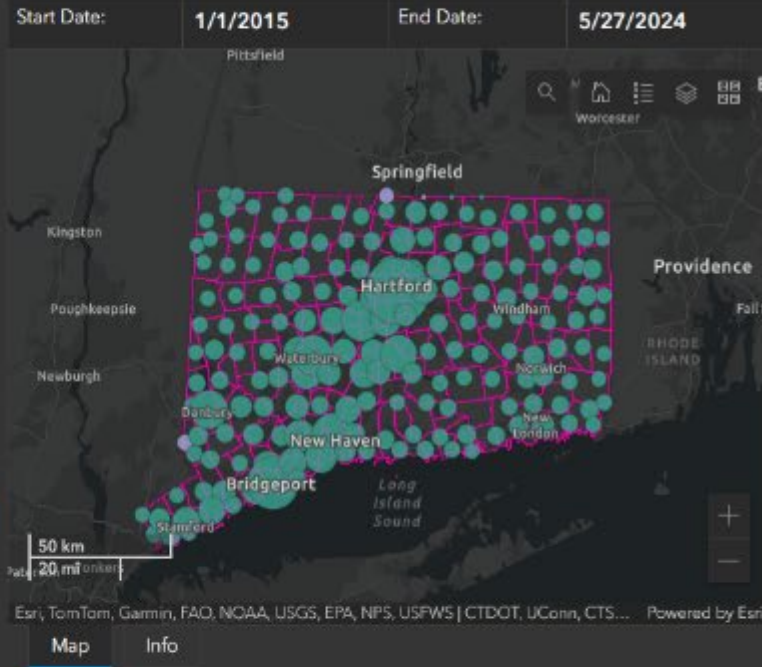 Start Date: 1/1/2015 End Date: 5/27/2024
Pittsfield
Worcester
Springfield
Kingston
Providence
Hartford
Poughkeepsie
Windham
Fall
RHODE
ISLAND
Waterbury
Norwich
Newburgh
Danbury
New
London
New Haven
Bridgeport
Long
Island
Sound
Stamford
50 km
20 mi
onkers
Esri, TomTom, Garmin, FAO, NOAA, USGS, EPA, NPS, USFWS | CTDOT, UConn, CTS... Powered by Esri
Map Info